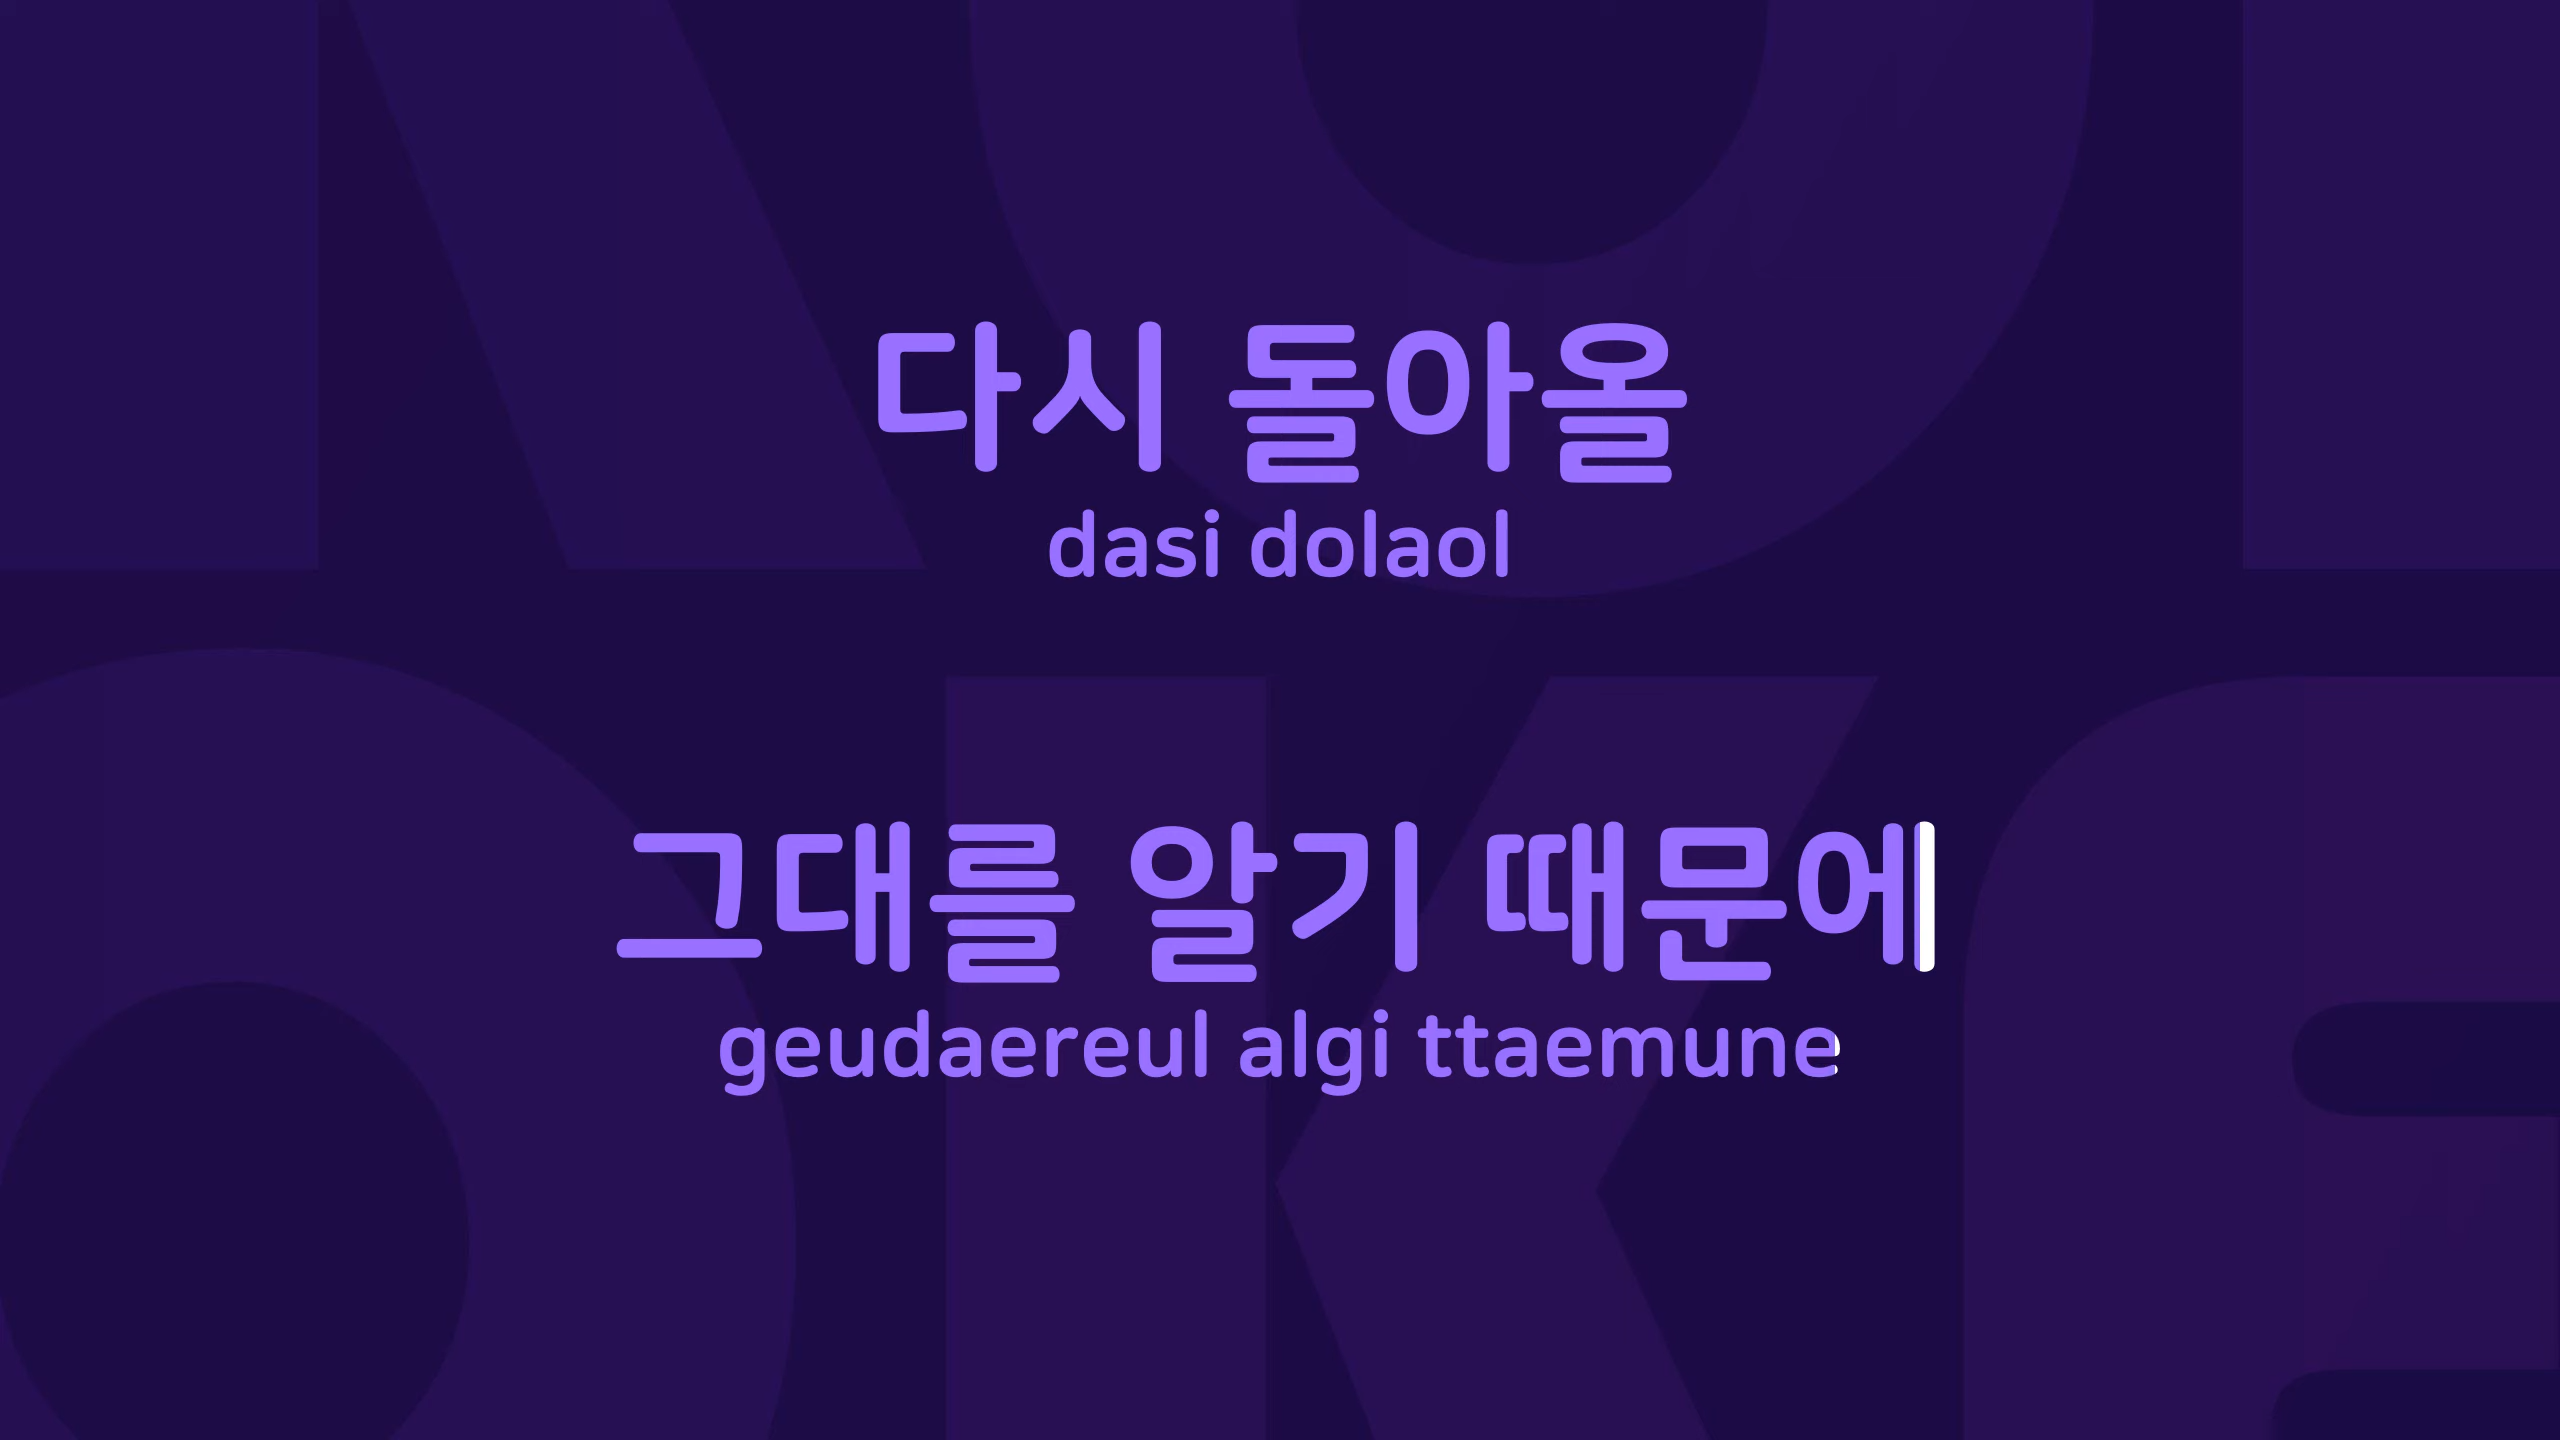 다시 돌아올
dasi dolaol
그대를 알기 때문에
geudaereul algi ttaemune